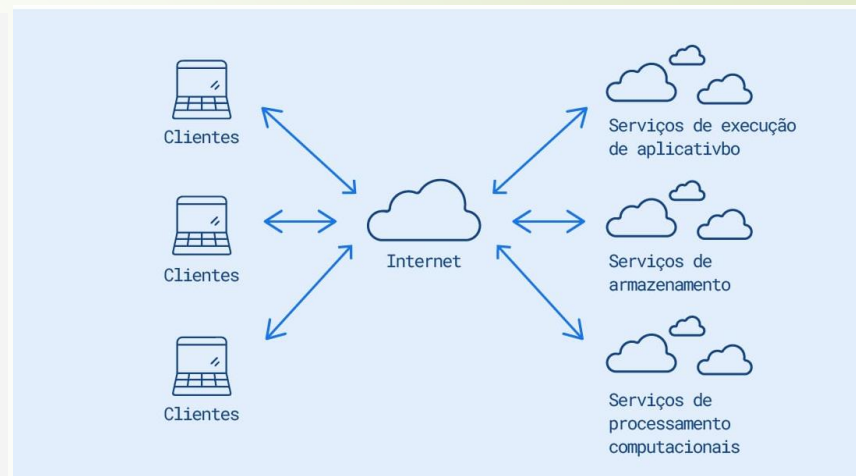 Clientes
Serviços de execução
de aplicativbo
Clientes
Internet
Serviços de
armazenamento
Clientes
Serviços de
processamento
computacionais